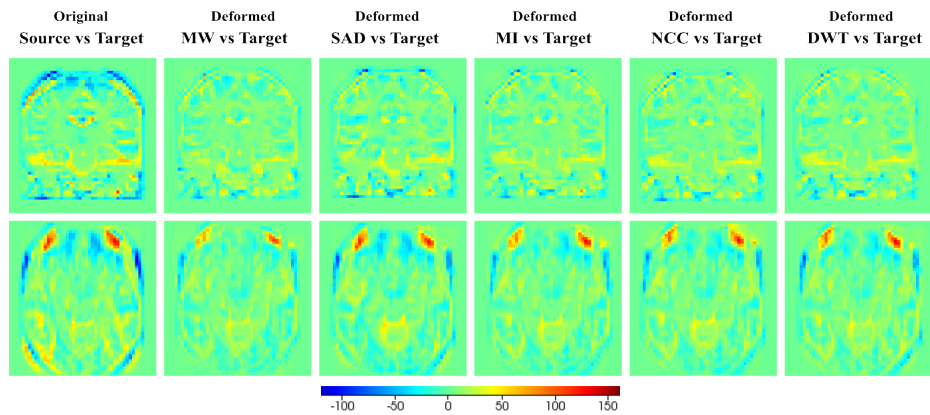 Original Deformed Deformed Deformed Deformed Deformed
Source vs Target MW vs Target SAD vs Target MI vs Target NCC vs Target DWT vs Target
-100 -50 0 50 100 150